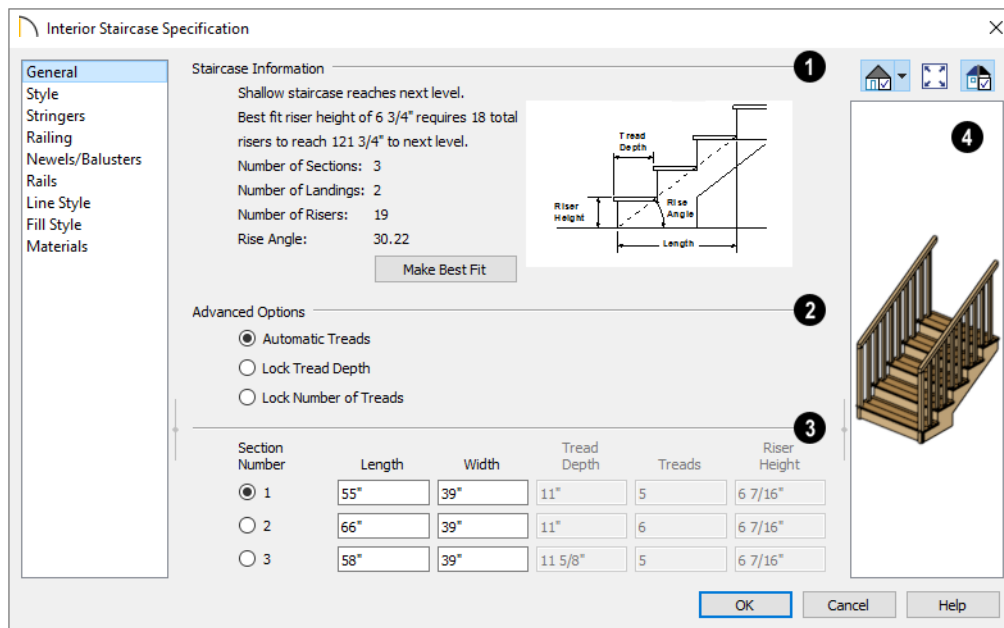 Interior Staircase Specification
General
Style
Stringers
Railing
Newels/Balusters
Rails
Line Style
Fill Style
Materials
Staircase Information
1
Shallow staircase reaches next level.
Best fit riser height of 6 3/4" requires 18 total
risers to reach 121 3/4" to next level.
Number of Sections: 3
Number of Landings: 2
Number of Risers: 19
Rise Angle: 30.22
Make Best Fit
Tread
Depth
Riser
Height
Rise
Angle
Length
Advanced Options
2
Automatic Treads
Lock Tread Depth
Lock Number of Treads
3
Section
Number
Length
Width
Tread
Depth
Treads
Riser
Height
1 55" 39" 11" 5 6 7/16"
2 66" 39" 11" 6 6 7/16"
3 58" 39" 11 5/8" 5 6 7/16"
4
OK
Cancel
Help